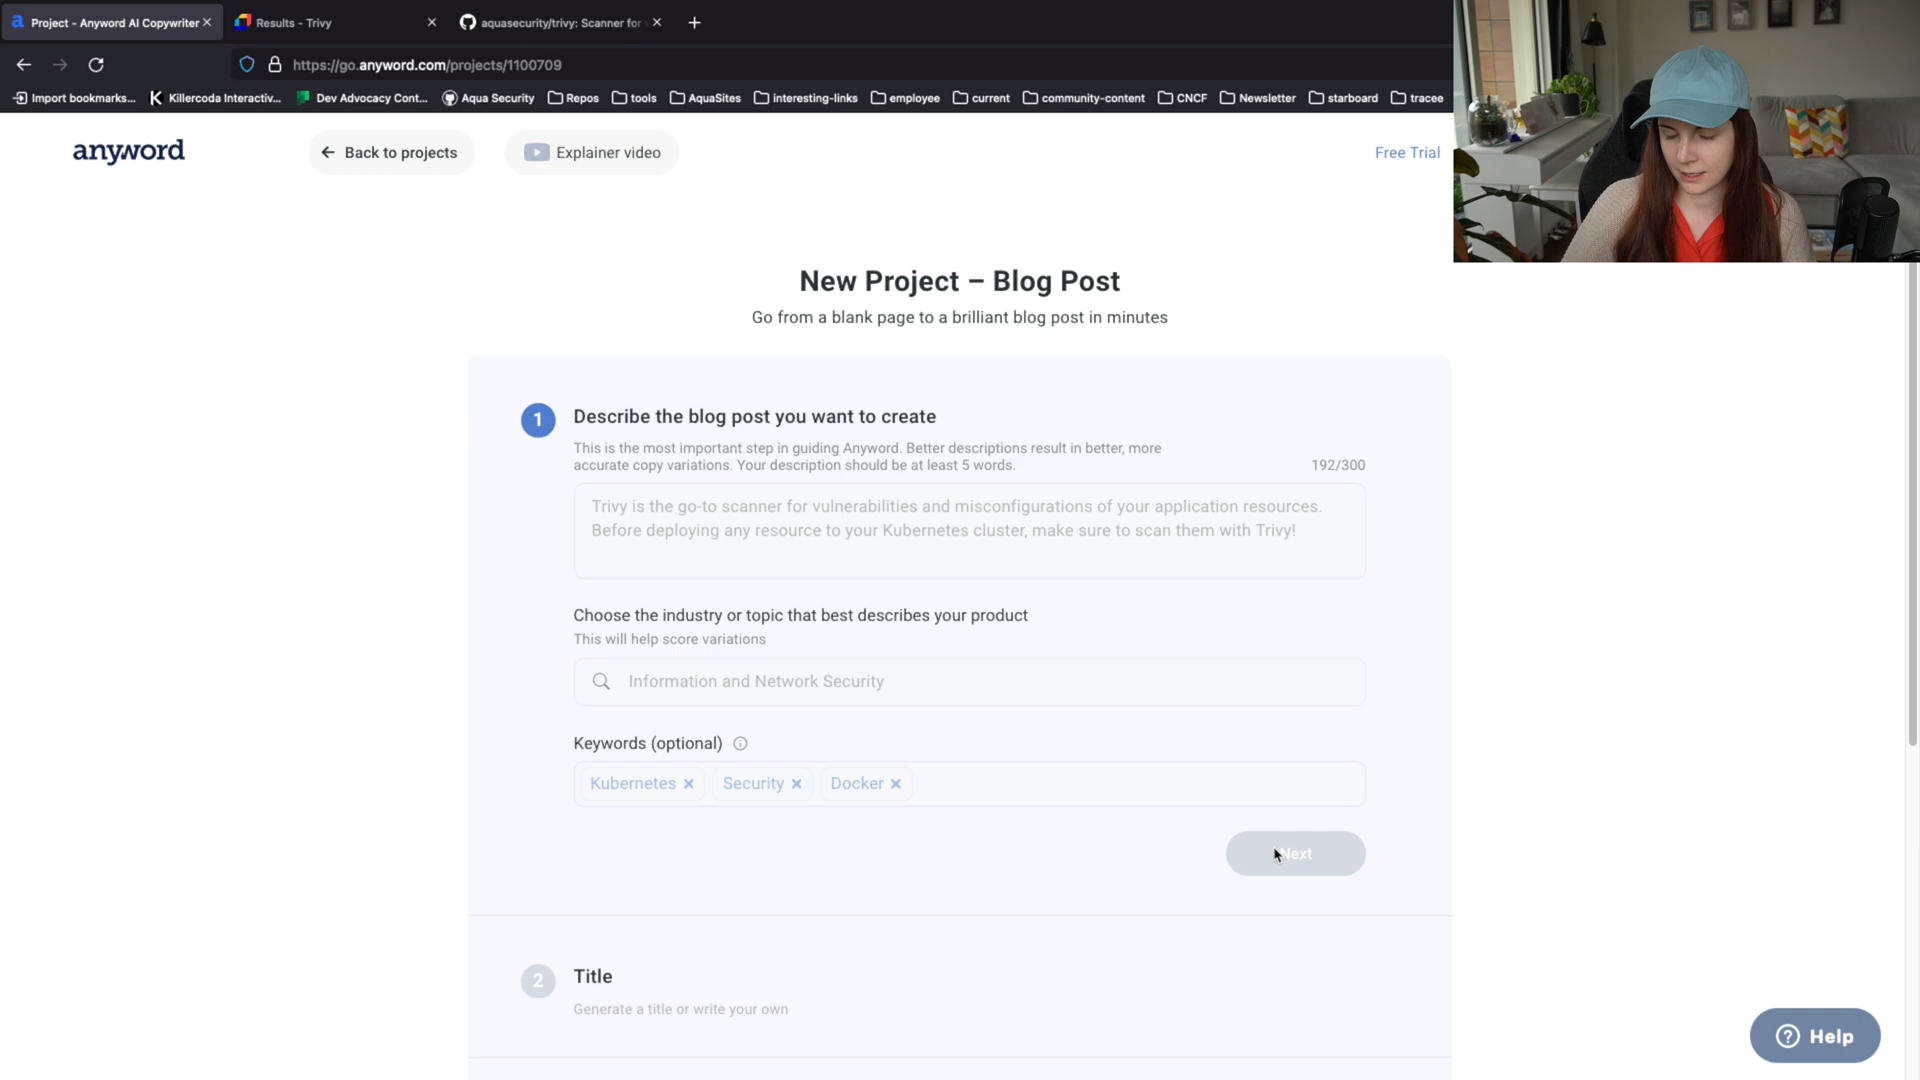 Project - Anyword AI Copywriter
Results - Trivy
aquasecurity/trivy: Scanner for
https://go.anyword.com/projects/1100709
Import bookmarks...
Killercoda Interactiv...
Dev Advocacy Cont...
Aqua Security
Repos
tools
AquaSites
interesting-links
employee
current
community-content
CNCF
Newsletter
starboard
tracee
anyword
Back to projects
Explainer video
Free Trial
New Project – Blog Post
Go from a blank page to a brilliant blog post in minutes
1
Describe the blog post you want to create
This is the most important step in guiding Anyword. Better descriptions result in better, more
accurate copy variations. Your description should be at least 5 words.
192/300
Trivy is the go-to scanner for vulnerabilities and misconfigurations of your application resources.
Before deploying any resource to your Kubernetes cluster, make sure to scan them with Trivy!
Choose the industry or topic that best describes your product
This will help score variations
Information and Network Security
Keywords (optional)
Kubernetes
Security
Docker
Next
2
Title
Generate a title or write your own
Help